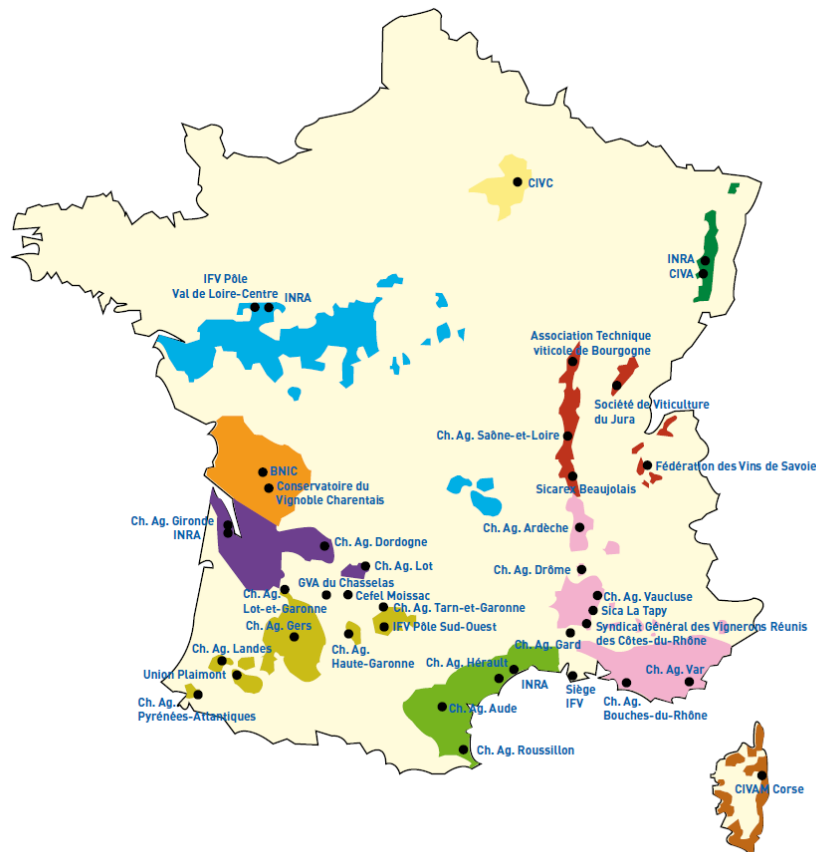 CIVC
INRA
CIVA
IFV Pôle
Val de Loire-Centre
INRA
Association Technique
viticole de Bourgogne
Société de Viticulture
du Jura
Ch. Ag. Saône-et-Loire
Fédération des Vins de Savoie
BNIC
Conservatoire du
Vignoble Charentais
Sicarex Beaujolais
Ch. Ag. Gironde
INRA
Ch. Ag. Ardèche
Ch. Ag. Dordogne
Ch. Ag. Lot
Ch. Ag. Drôme
GVA du Chasselas
Ch. Ag.
Lot-et-Garonne
Cefel Moissac
Ch. Ag. Vaucluse
Ch. Ag. Tarn-et-Garonne
Sica La Tapy
Ch. Ag. Gers
IFV Pôle Sud-Ouest
Syndicat Général des Vignerons Réunis
des Côtes-du-Rhône
Ch. Ag. Gard
Ch. Ag. Landes
Ch. Ag.
Haute-Garonne
Union Plaimont
Ch. Ag. Hérault
INRA
Siège
IFV
Ch. Ag. Var
Ch. Ag.
Pyrénées-Attantiques
Ch. Ag. Aude
Ch. Ag.
Bouches-du-Rhône
Ch. Ag. Roussillon
CIVAM Corse